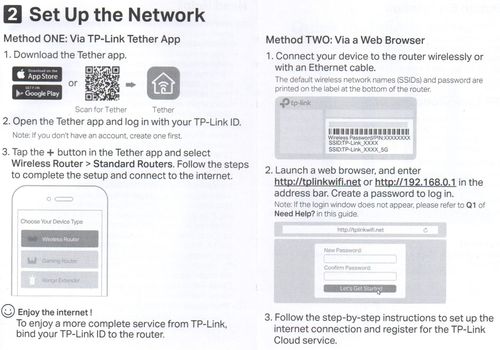 2 Set Up the Network
Method ONE: Via TP-Link Tether App
1. Download the Tether app.
Download on the
App Store
GET IT ON
Google Play
or
Scan for Tether
Tether
2. Open the Tether app and log in with your TP-Link ID.
Note: If you don't have an account, create one first.
3. Tap the + button in the Tether app and select
Wireless Router > Standard Routers. Follow the steps
to complete the setup and connect to the internet.
Choose Your Device Type
Wireless Router
Gaming Router
Range Extender
Enjoy the internet !
To enjoy a more complete service from TP-Link,
bind your TP-Link ID to the router.
Method TWO: Via a Web Browser
1. Connect your device to the router wirelessly or
with an Ethernet cable.
The default wireless network names (SSIDs) and password are
printed on the label at the bottom of the router.
tp-link
Wireless Password/PIN:XXXXXXXX
SSID:TP-Link_XXXX
SSID:TP-Link_XXXX_5G
2. Launch a web browser, and enter
http://tplinkwifi.net or http://192.168.0.1 in the
address bar. Create a password to log in.
Note: If the login window does not appear, please refer to Q1 of
Need Help? in this guide.
http://tplinkwifi.net
New Password:
Confirm Password:
Let's Get Started
3. Follow the step-by-step instructions to set up the
internet connection and register for the TP-Link
Cloud service.